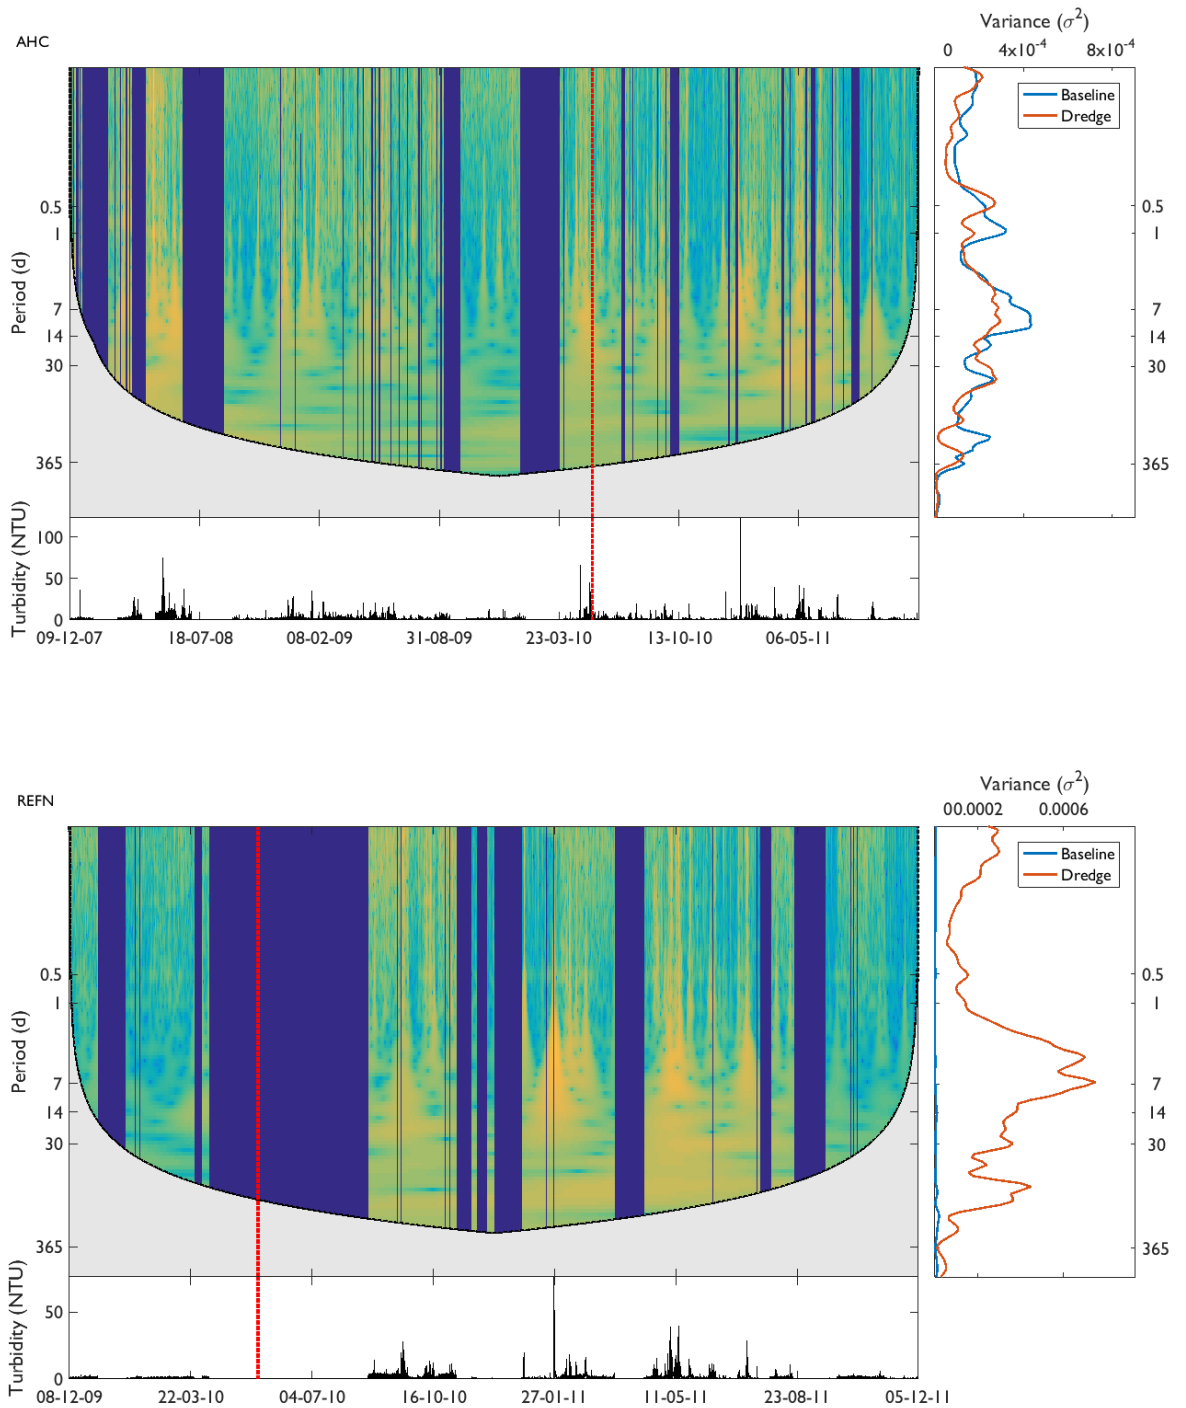 Variance (σ²)
0 4x10⁻⁴ 8x10⁻⁴
AHC
Baseline
Dredge
0.5
1
7
14
30
365
Period (d)
0.5
1
7
14
30
365
Turbidity (NTU)
100
50
0
09-12-07 18-07-08 08-02-09 31-08-09 23-03-10 13-10-10 06-05-11
Variance (σ²)
00.0002 0.0006
REFN
Baseline
Dredge
0.5
1
7
14
30
365
Period (d)
0.5
1
7
14
30
365
Turbidity (NTU)
50
0
08-12-09 22-03-10 04-07-10 16-10-10 27-01-11 11-05-11 23-08-11 05-12-11